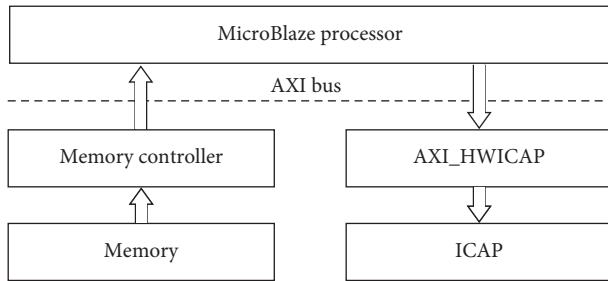 MicroBlaze processor
AXI bus
Memory controller
AXI_HWICAP
Memory
ICAP